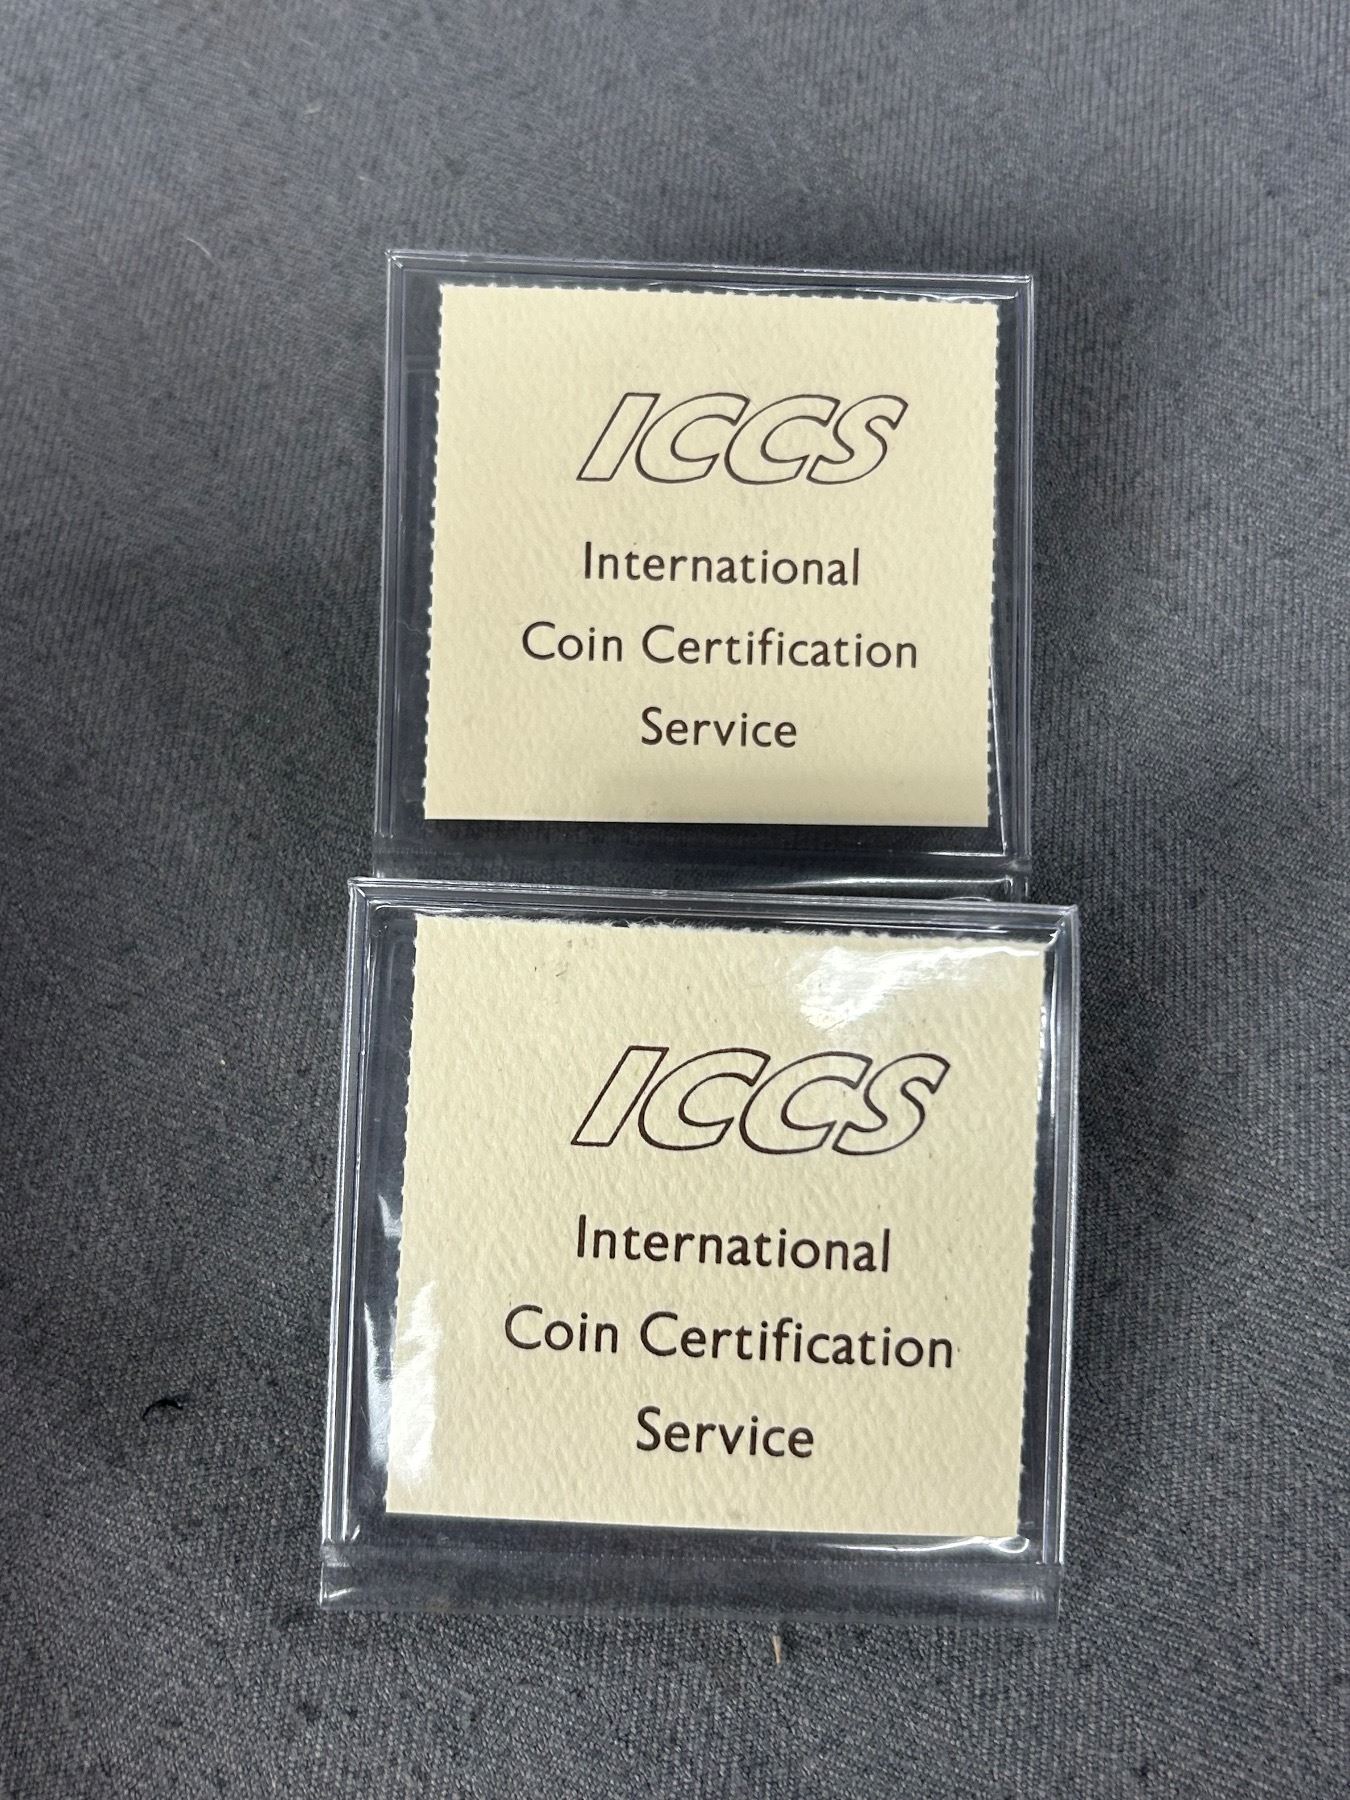 ICCS
International
Coin Certification
Service
ICCS
International
Coin Certification
Service